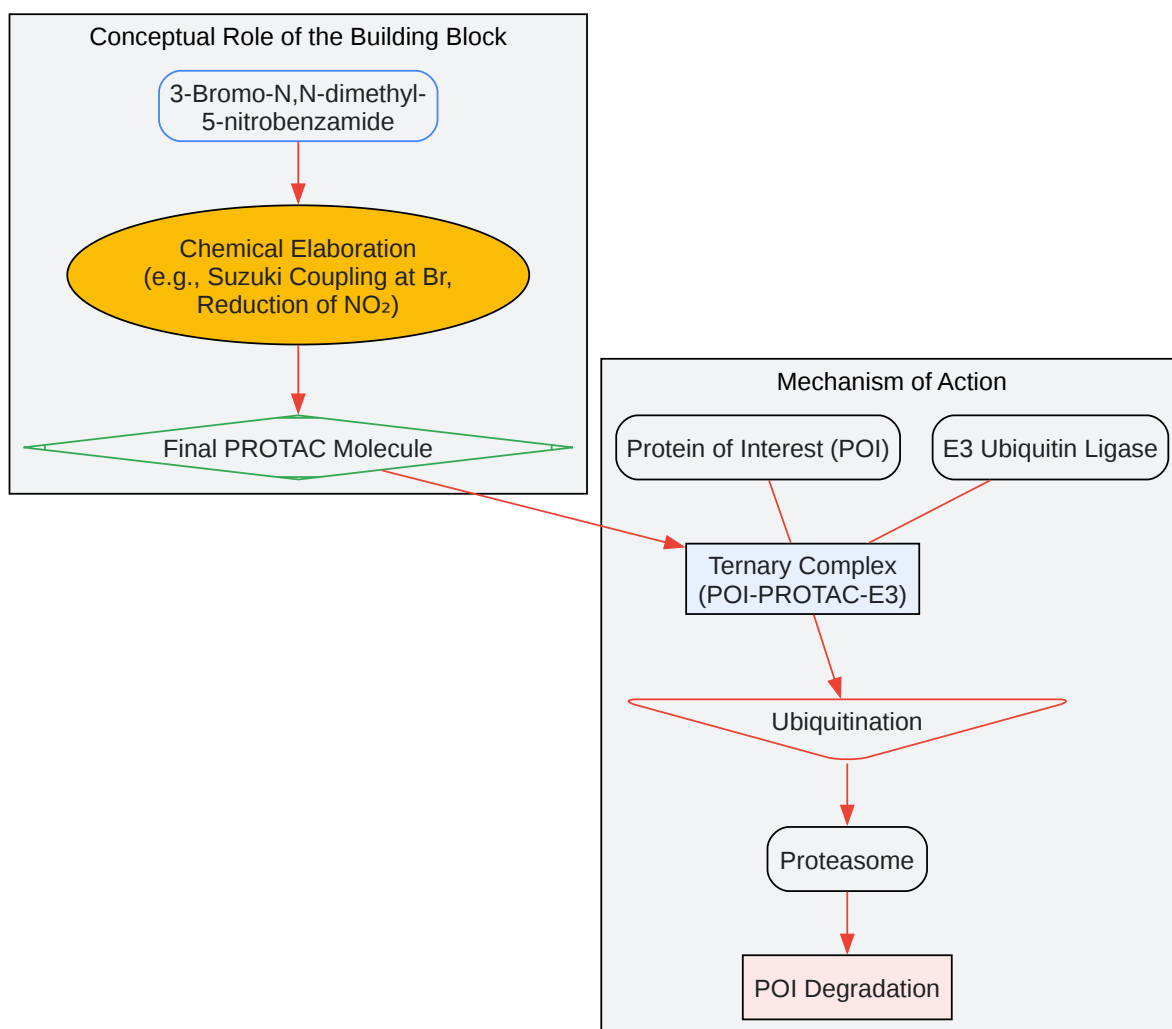 Conceptual Role of the Building Block
3-Bromo-N,N-dimethyl-
5-nitrobenzamide
Chemical Elaboration
(e.g., Suzuki Coupling at Br,
Reduction of NO₂)
Final PROTAC Molecule
Mechanism of Action
Protein of Interest (POI)
E3 Ubiquitin Ligase
Ternary Complex
(POI-PROTAC-E3)
Ubiquitination
Proteasome
POI Degradation